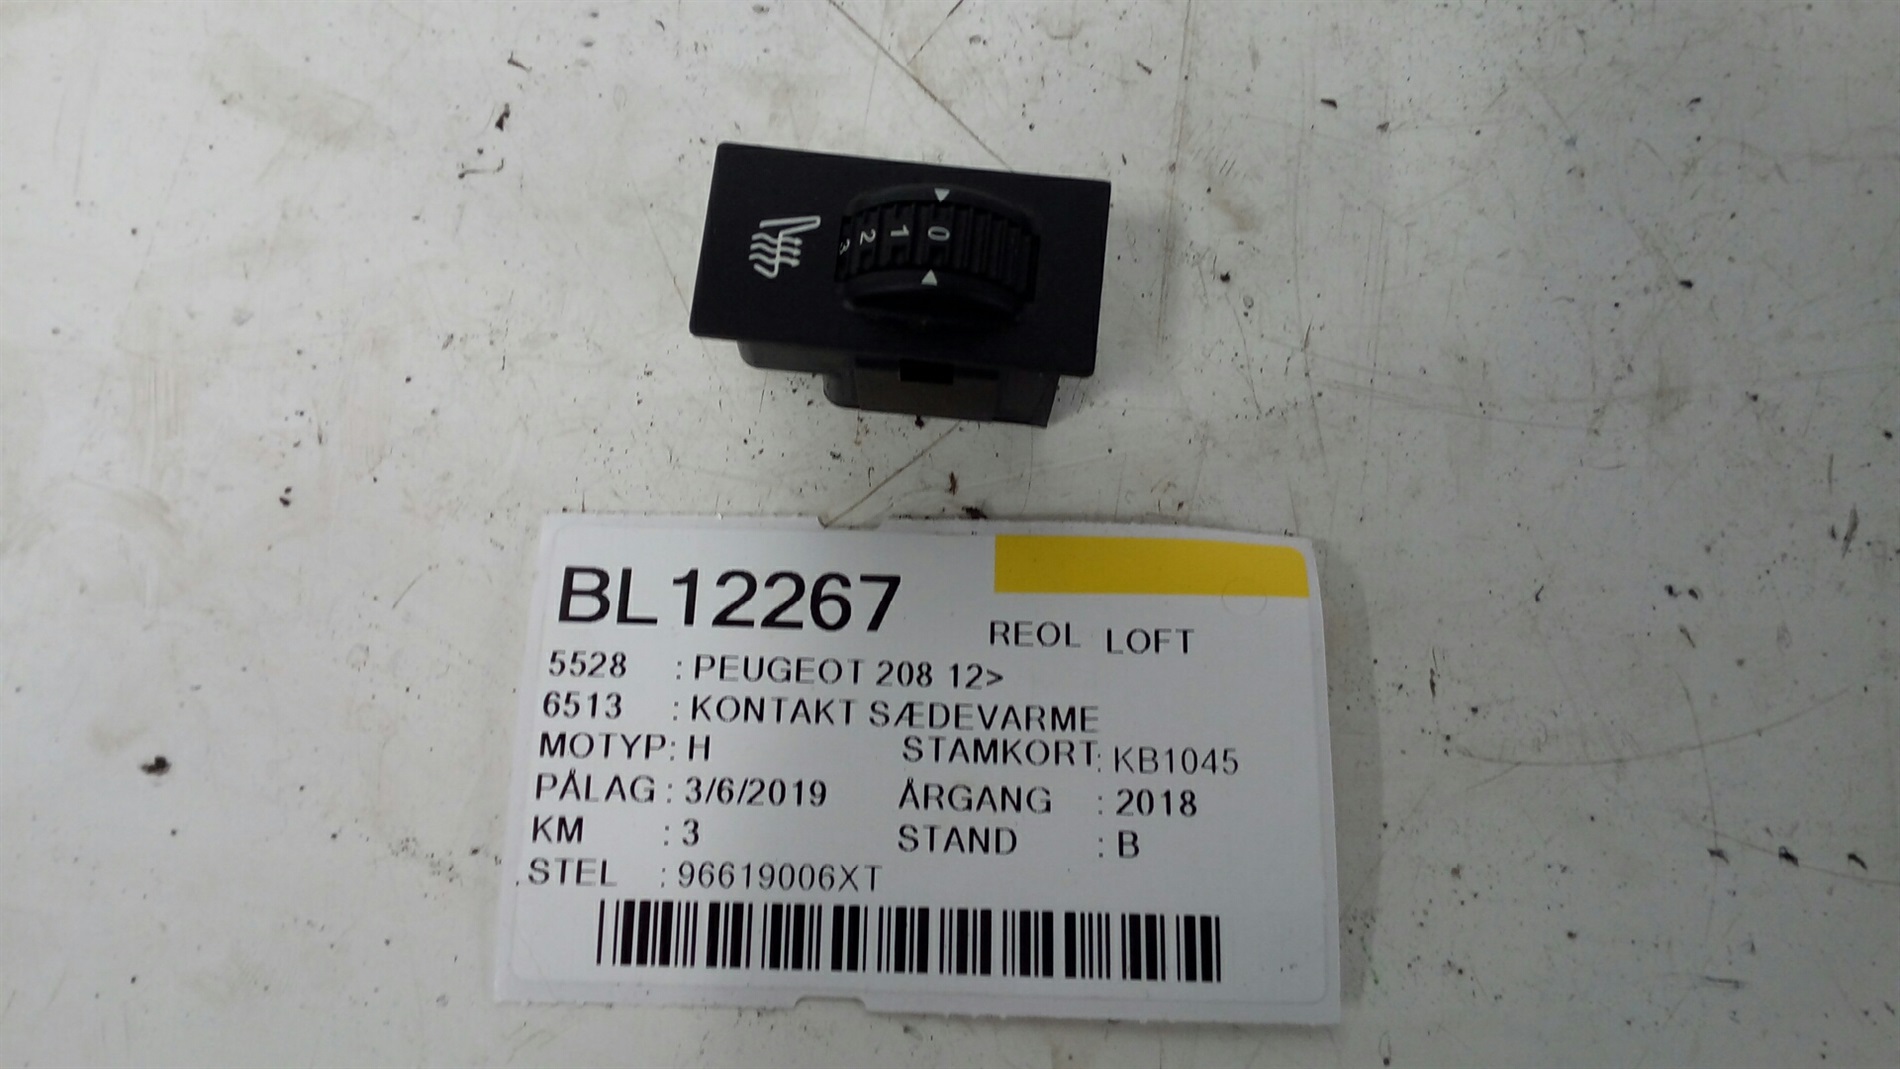 0
1
2
3
BL12267
REOL LOFT
5528 : PEUGEOT 208 12>
6513 : KONTAKT SÆDEVARME
MOTYP: H STAMKORT: KB1045
PÅLAG : 3/6/2019 ÅRGANG : 2018
KM : 3 STAND : B
.STEL : 96619006XT